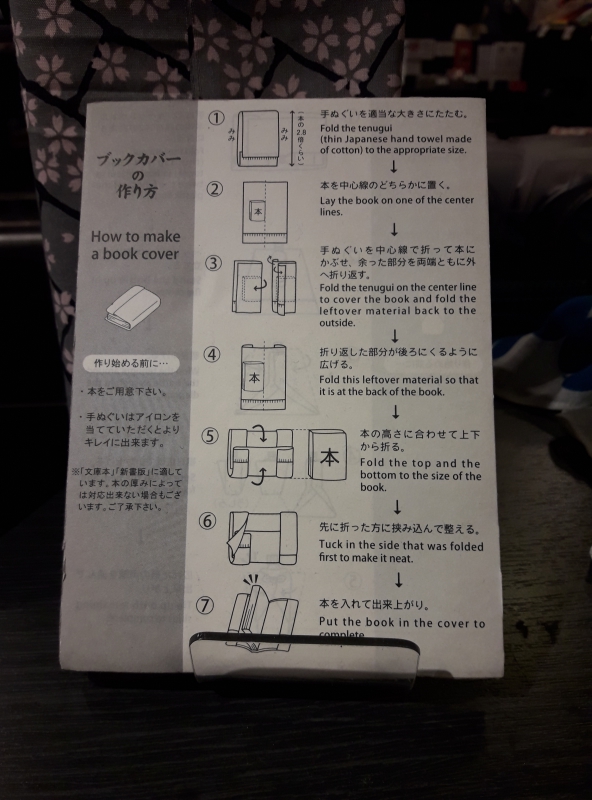 ブックカバー
の
作り方
How to make
a book cover
作り始める前に…
・本をご用意下さい。
・手ぬぐいはアイロンを
当てていただくとより
キレイに出来ます。
※「文庫本」「新書版」に適して
います。本の厚みによって
は対応出来ない場合もござ
います。ご了承下さい。
①
みみ
みみ
(本の2.8倍くらい)
手ぬぐいを適当な大きさにたたむ。
Fold the tenugui
(thin Japanese hand towel made
of cotton) to the appropriate size.
↓
②
本
本を中心線のどちらかに置く。
Lay the book on one of the center
lines.
↓
③
手ぬぐいを中心線で折って本に
かぶせ、余った部分を両端ともに外
へ折り返す。
Fold the tenugui on the center line
to cover the book and fold the
leftover material back to the
outside.
↓
④
本
折り返した部分が後ろにくるように
広げる。
Fold this leftover material so that
it is at the back of the book.
↓
⑤
本
本の高さに合わせて上下
から折る。
Fold the top and the
bottom to the size of the
book.
↓
⑥
先に折った方に挟み込んで整える。
Tuck in the side that was folded
first to make it neat.
↓
⑦
本を入れて出来上がり。
Put the book in the cover to
complete.